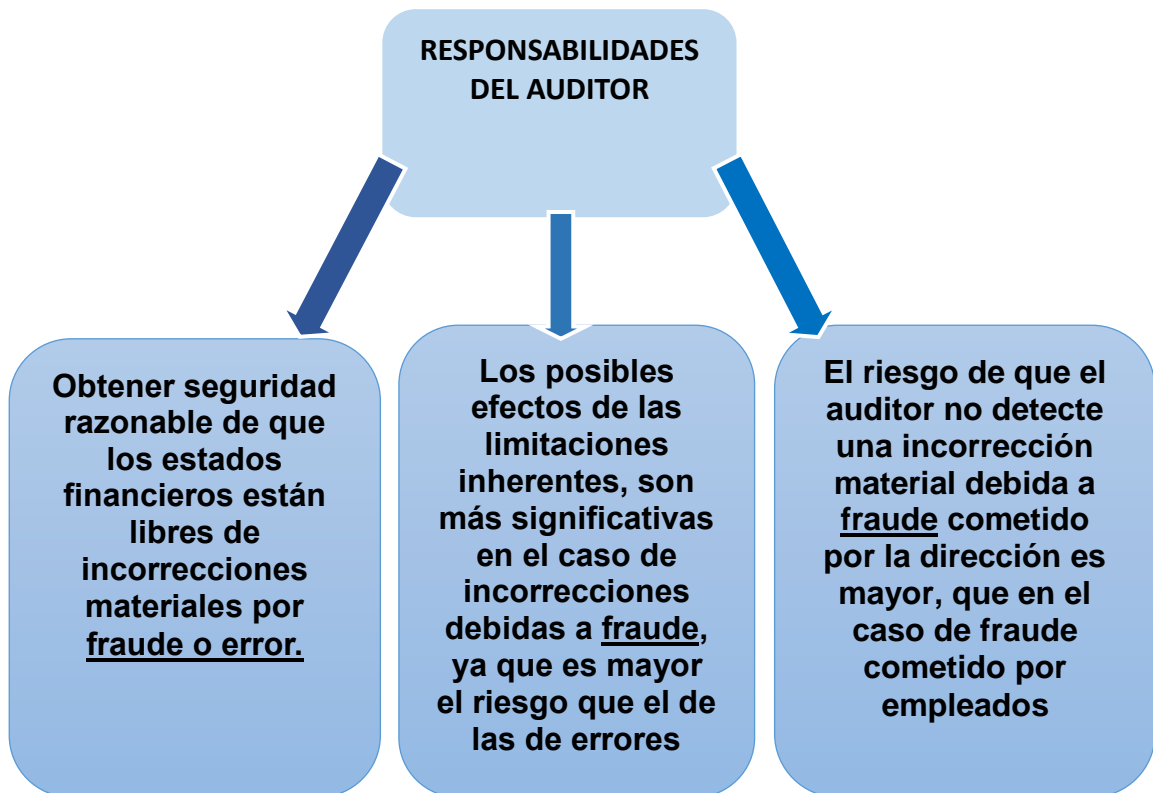 RESPONSABILIDADES
DEL AUDITOR
Obtener seguridad
razonable de que
los estados
financieros están
libres de
incorrecciones
materiales por
fraude o error.
Los posibles
efectos de las
limitaciones
inherentes, son
más significativas
en el caso de
incorrecciones
debidas a fraude,
ya que es mayor
el riesgo que el de
las de errores
El riesgo de que el
auditor no detecte
una incorrección
material debida a
fraude cometido
por la dirección es
mayor, que en el
caso de fraude
cometido por
empleados